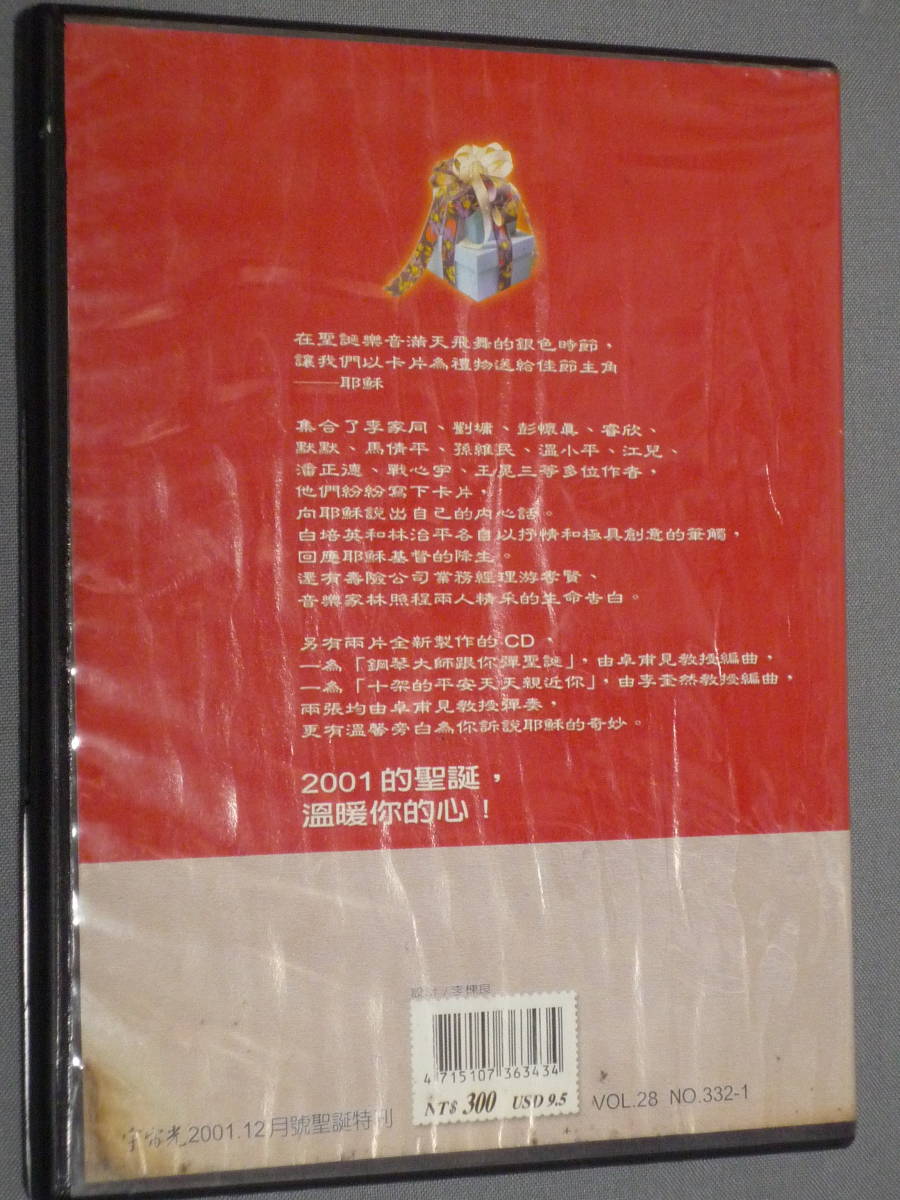 在聖誕樂音滿天飛舞的銀色時節，
讓我們以卡片為禮物送給佳節主角
──耶穌
集合了李家同、劉墉、彭懷真、睿欣、
默默、馬倩平、孫維民、溫小平、江兒、
潘正德、戰心宇、王晃三等多位作者，
他們紛紛寫下卡片，
向耶穌說出自己的內心話。
白培英和林治平各自以抒情和極具創意的筆觸，
回應耶穌基督的降生。
還有壽險公司業務經理游孝賢、
音樂家林照程兩人精采的生命告白。
另有兩片全新製作的CD，
一為「鋼琴大師跟你彈聖誕」，由卓甫見教授編曲，
一為「十架的平安天天親近你」，由李奎然教授編曲，
兩張均由卓甫見教授彈奏，
更有溫馨旁白為你訴說耶穌的奇妙。
2001的聖誕，
溫暖你的心！
4 715107 363434
NT$ 300 USD 9.5
宇宙光2001.12月號聖誕特刊 VOL.28 NO.332-1